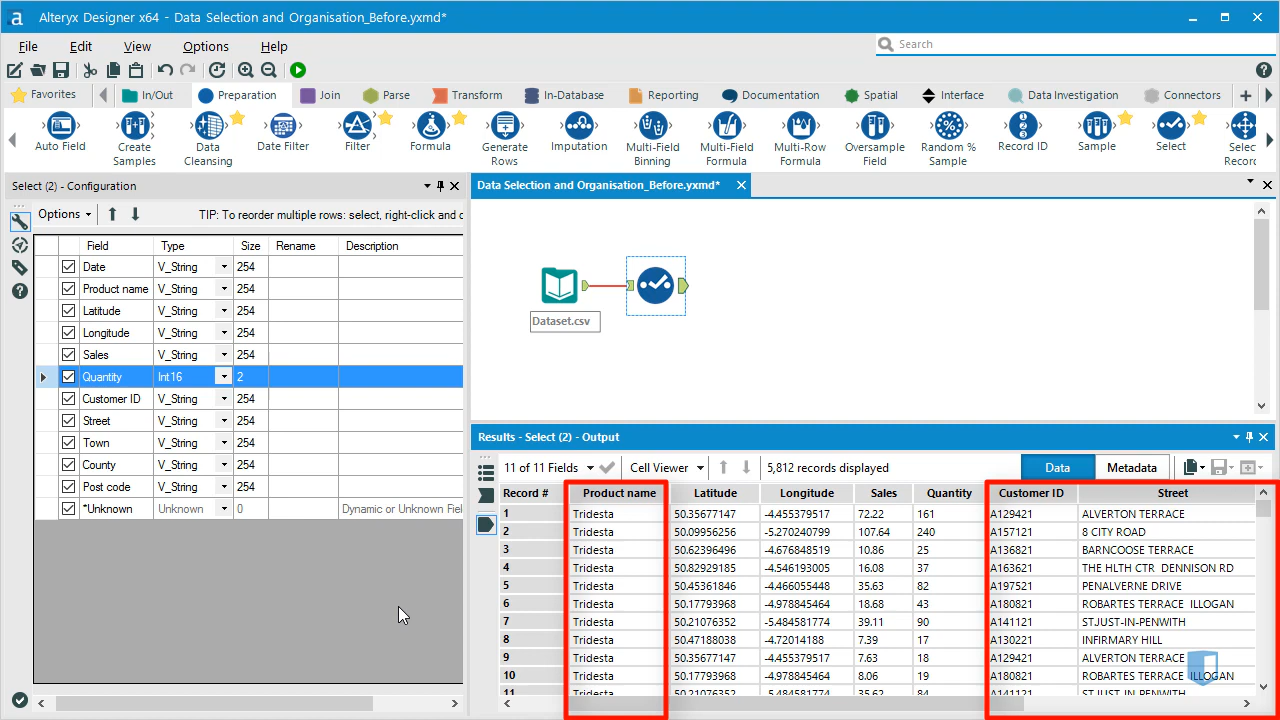 a Alteryx Designer x64 - Data Selection and Organisation_Before.yxmd*
File Edit View Options Help
Search
Favorites In/Out Preparation Join Parse Transform In-Database Reporting Documentation Spatial Interface Data Investigation Connectors
Auto Field Create Samples Data Cleansing Date Filter Filter Formula Generate Rows Imputation Multi-Field Binning Multi-Field Formula Multi-Row Formula Oversample Field Random % Sample Record ID Sample Select Selec Record
Select (2) - Configuration
Options TIP: To reorder multiple rows: select, right-click and c
Field Type Size Rename Description
Date V_String 254
Product name V_String 254
Latitude V_String 254
Longitude V_String 254
Sales V_String 254
Quantity Int16 2
Customer ID V_String 254
Street V_String 254
Town V_String 254
County V_String 254
Post code V_String 254
*Unknown Unknown 0 Dynamic or Unknown Fiel
Data Selection and Organisation_Before.yxmd*
Dataset.csv
Results - Select (2) - Output
11 of 11 Fields Cell Viewer 5,812 records displayed Data Metadata
Record # Product name Latitude Longitude Sales Quantity Customer ID Street
1 Tridesta 50.35677147 -4.455379517 72.22 161 A129421 ALVERTON TERRACE
2 Tridesta 50.09956256 -5.270240799 107.64 240 A157121 8 CITY ROAD
3 Tridesta 50.62396496 -4.676848519 10.86 25 A136821 BARNCOOSE TERRACE
4 Tridesta 50.82929185 -4.546193005 16.08 37 A163621 THE HLTH CTR DENNISON RD
5 Tridesta 50.45361846 -4.466055448 35.63 82 A197521 PENALVERNE DRIVE
6 Tridesta 50.17793968 -4.978845464 18.68 43 A180821 ROBARTES TERRACE ILLOGAN
7 Tridesta 50.21076352 -5.484581774 39.11 90 A141121 STJUST-IN-PENWITH
8 Tridesta 50.47188038 -4.72014188 7.39 17 A130221 INFIRMARY HILL
9 Tridesta 50.35677147 -4.455379517 7.63 18 A129421 ALVERTON TERRACE
10 Tridesta 50.17793968 -4.978845464 8.06 19 A180821 ROBARTES TERRACE ILLOGAN
11 Tridesta 50.21076352 -5.484581774 35.62 84 A141121 STJUST-IN-PENWITH